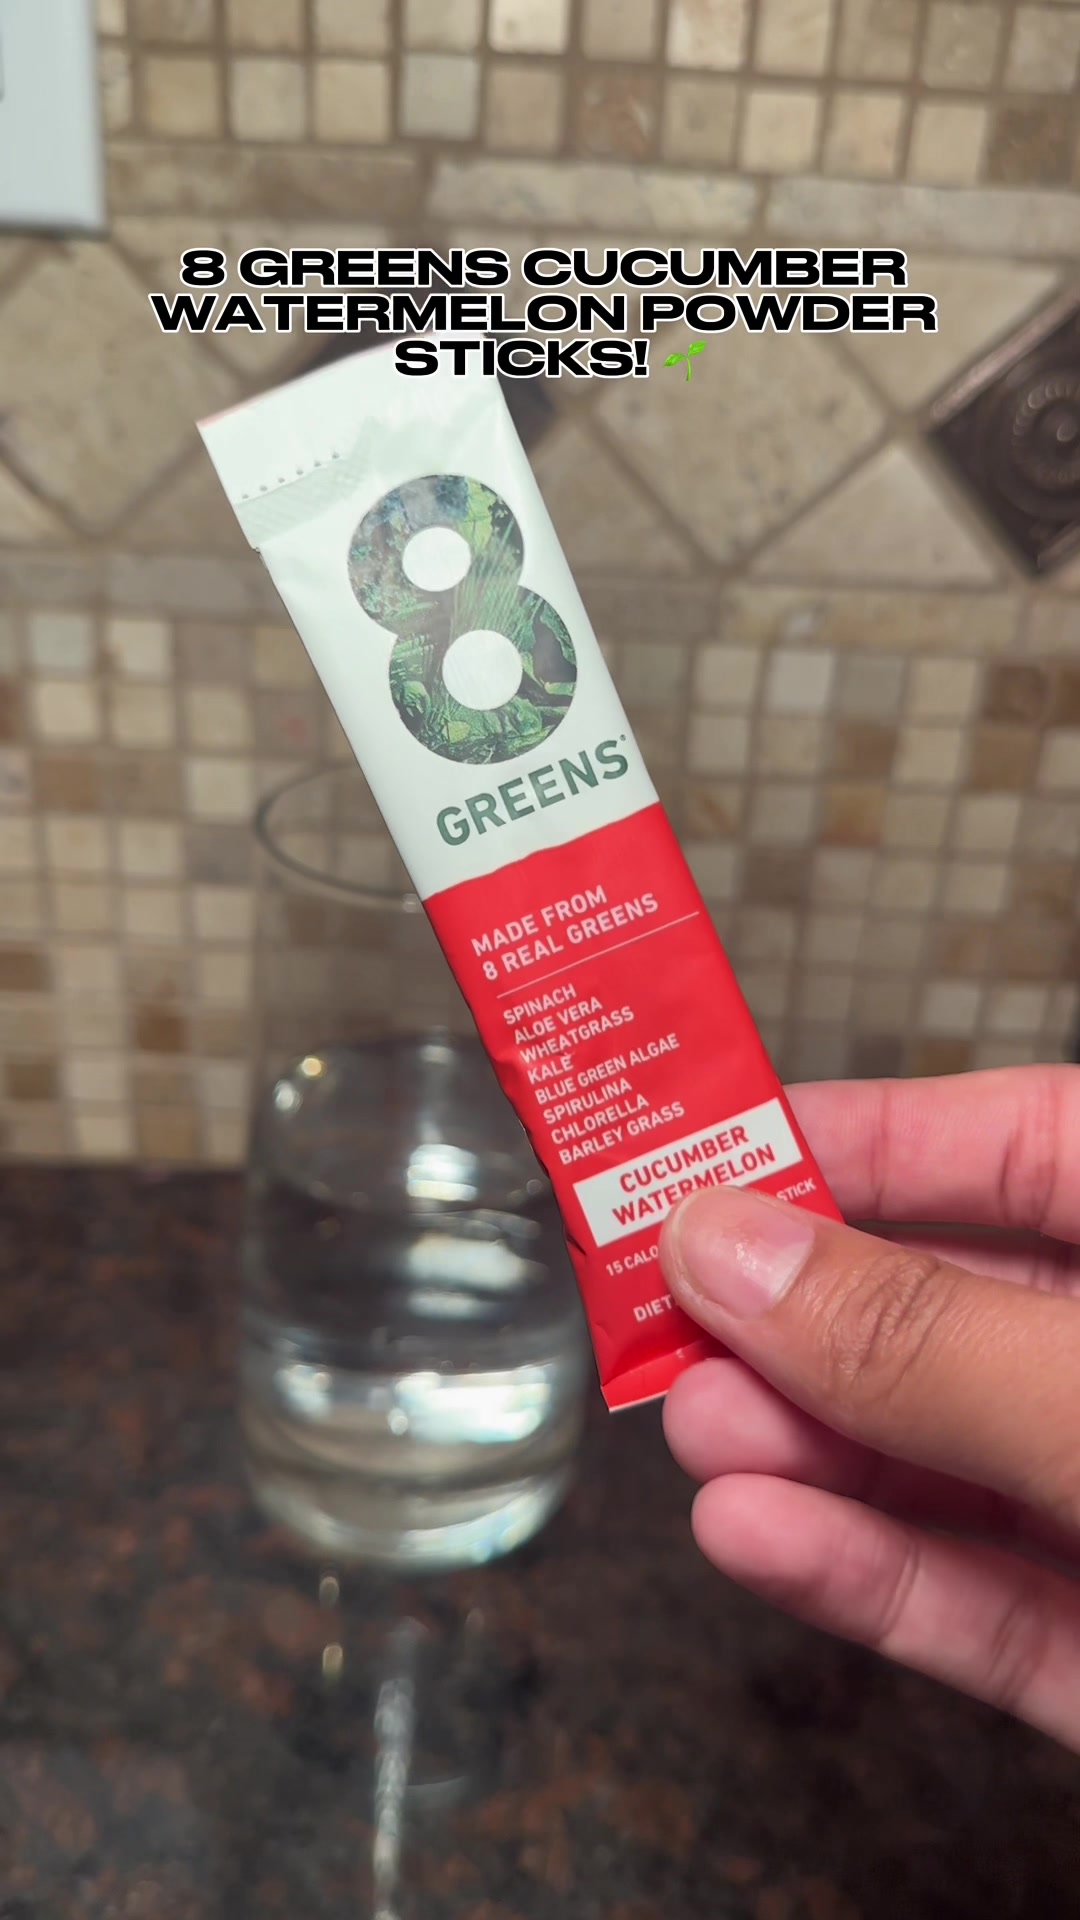 8 GREENS CUCUMBER
WATERMELON POWDER
STICKS! 🌱
8
GREENS®
MADE FROM
8 REAL GREENS
SPINACH
ALOE VERA
WHEATGRASS
KALE
BLUE GREEN ALGAE
SPIRULINA
CHLORELLA
BARLEY GRASS
CUCUMBER
WATERMELON
15 STICK